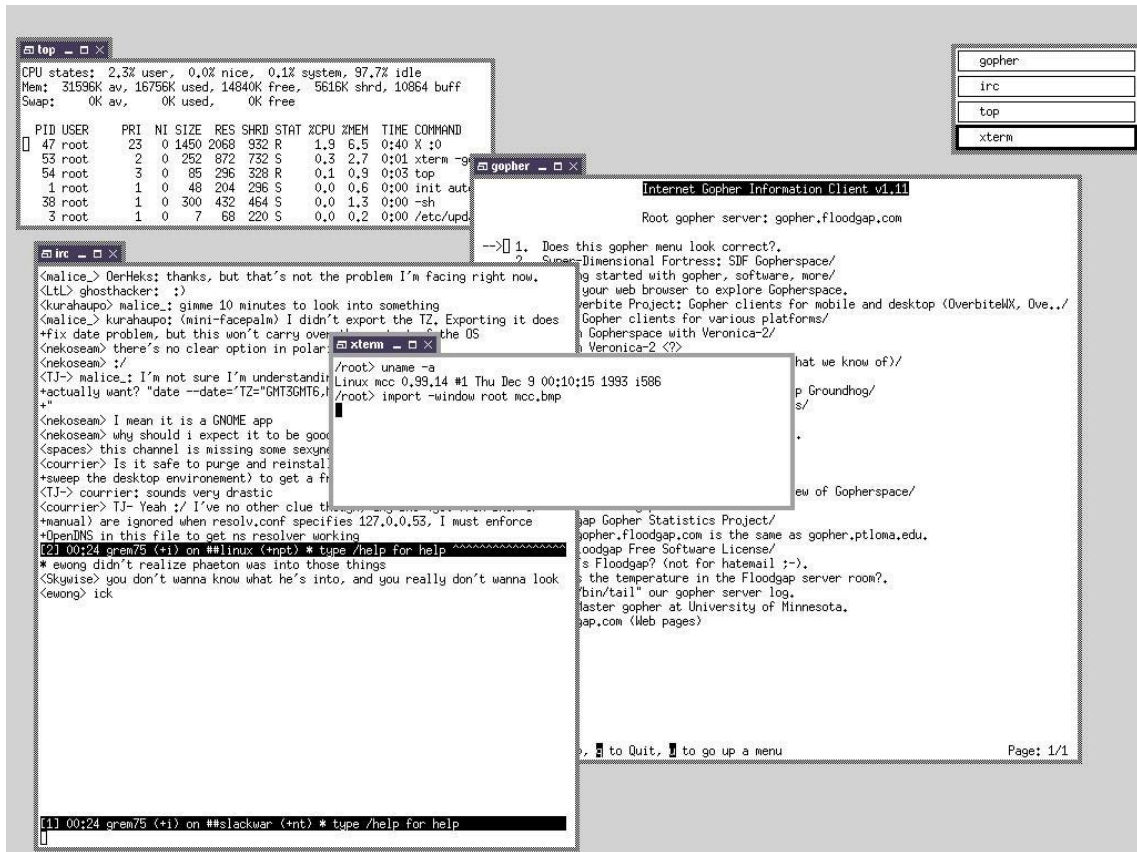 top
CPU states: 2.3% user, 0.0% nice, 0.1% system, 97.7% idle
Mem: 31596K av, 16756K used, 14840K free, 5616K shrd, 10864 buff
Swap: 0K av, 0K used, 0K free
PID USER PRI NI SIZE RES SHRD STAT %CPU %MEM TIME COMMAND
47 root 23 0 1450 2068 932 R 1.9 6.5 0:40 X :0
53 root 2 0 252 872 732 S 0.3 2.7 0:01 xterm -ge
54 root 3 0 85 296 328 R 0.1 0.9 0:03 top
1 root 1 0 48 204 296 S 0.0 0.6 0:00 init aut
38 root 1 0 300 432 464 S 0.0 1.3 0:00 -sh
3 root 1 0 7 68 220 S 0.0 0.2 0:00 /etc/upd
gopher
irc
top
xterm
gopher
Internet Gopher Information Client v1.11
Root gopher server: gopher.floodgap.com
--> 1. Does this gopher menu look correct?.
2. Super-Dimensional Fortress: SDF Gopherspace/
ng started with gopher, software, more/
your web browser to explore Gopherspace.
verbite Project: Gopher clients for mobile and desktop (OverbiteWX, Ove../
Gopher clients for various platforms/
Gopherspace with Veronica-2/
Veronica-2 <?>
hat we know of)/
p Groundhog/
s/
.
ew of Gopherspace/
ap Gopher Statistics Project/
gopher.floodgap.com is the same as gopher.ptloma.edu.
loodgap Free Software License/
s Floodgap? (not for hatemail ;-).
s the temperature in the Floodgap server room?.
/bin/tail" our gopher server log.
aster gopher at University of Minnesota.
gap.com (Web pages)
, q to Quit, u to go up a menu Page: 1/1
irc
<malice_> OerHeks: thanks, but that's not the problem I'm facing right now.
<LtL> ghosthacker: :)
<kurahaupo> malice_: gimme 10 minutes to look into something
<malice_> kurahaupo: (mini-facepalm) I didn't export the TZ. Exporting it does
+fix date problem, but this won't carry over the rest of the OS
<nekoseam> there's no clear option in polari
<nekoseam> :/
<TJ-> malice_: I'm not sure I'm understandin
+actually want? "date --date='TZ="GMT3GMT6,M
+"
<nekoseam> I mean it is a GNOME app
<nekoseam> why should i expect it to be good
<spaces> this channel is missing some sexyne
<courrier> Is it safe to purge and reinstall
+sweep the desktop environement) to get a fr
<TJ-> courrier: sounds very drastic
<courrier> TJ- Yeah :/ I've no other clue
+manual) are ignored when resolv.conf specifies 127.0.0.53, I must enforce
+OpenDNS in this file to get ns resolver working
[2] 00:24 grem75 (+i) on ##linux (+npt) * type /help for help ^^^^^^^^^^^^^^^^^
* ewong didn't realize phaeton was into those things
<Skywise> you don't wanna know what he's into, and you really don't wanna look
<ewong> ick
[1] 00:24 grem75 (+i) on ##slackwar (+nt) * type /help for help
xterm
/root> uname -a
Linux mcc 0.99.14 #1 Thu Dec 9 00:10:15 1993 i586
/root> import -window root mcc.bmp